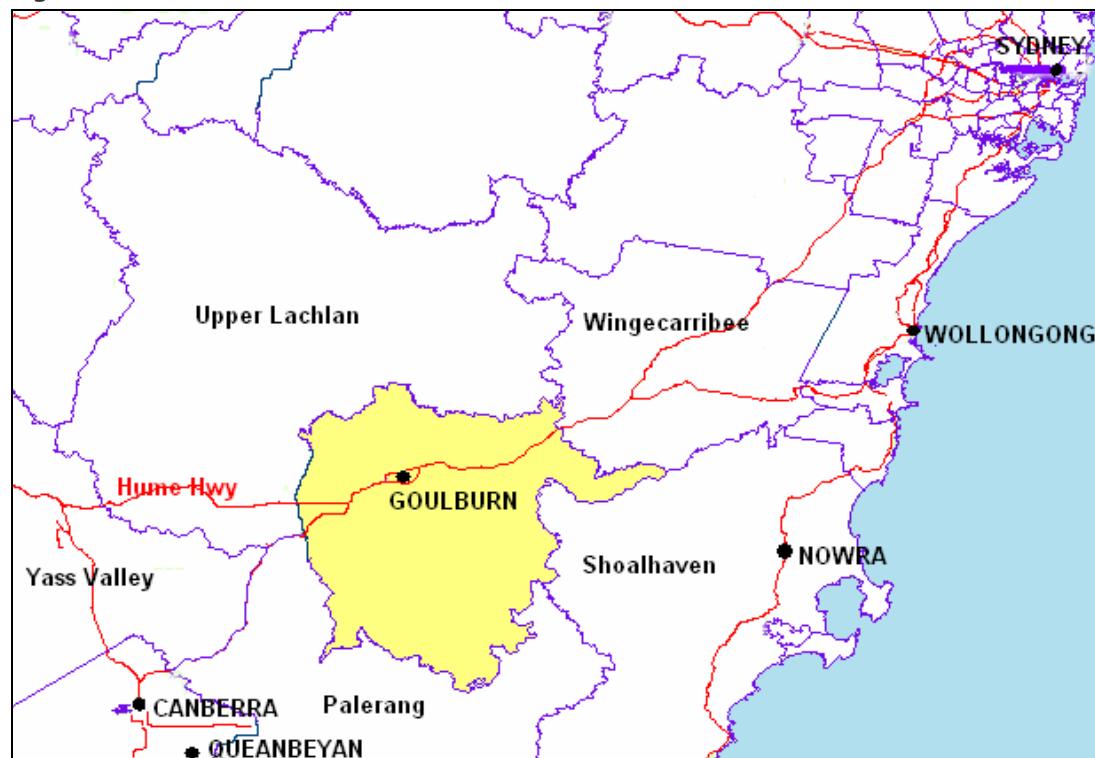 SYDNEY
Upper Lachlan
Wingecarribee
WOLLONGONG
Hume Hwy
GOULBURN
NOWRA
Shoalhaven
Yass Valley
Palerang
CANBERRA
QUEANBEYAN